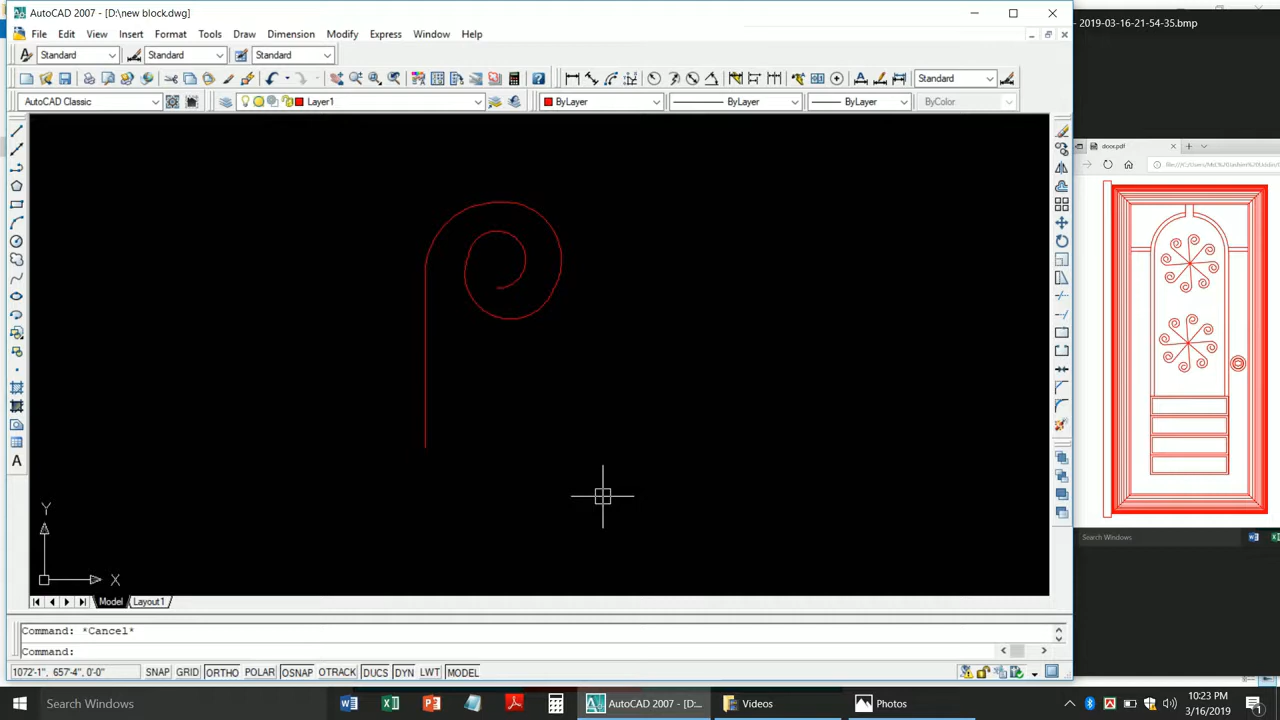 AutoCAD 2007 - [D:\new block.dwg]
- 2019-03-16-21-54-35.bmp
File Edit View Insert Format Tools Draw Dimension Modify Express Window Help
Standard Standard Standard
Standard
AutoCAD Classic Layer1 ByLayer ByLayer ByLayer ByColor
door.pdf
A
Y
X
Model Layout1
Search Windows
Command: *Cancel*
Command:
1072'-1", 657'-4", 0'-0" SNAP GRID ORTHO POLAR OSNAP OTRACK DUCS DYN LWT MODEL
Search Windows AutoCAD 2007 - [D:... Videos Photos
10:23 PM
3/16/2019